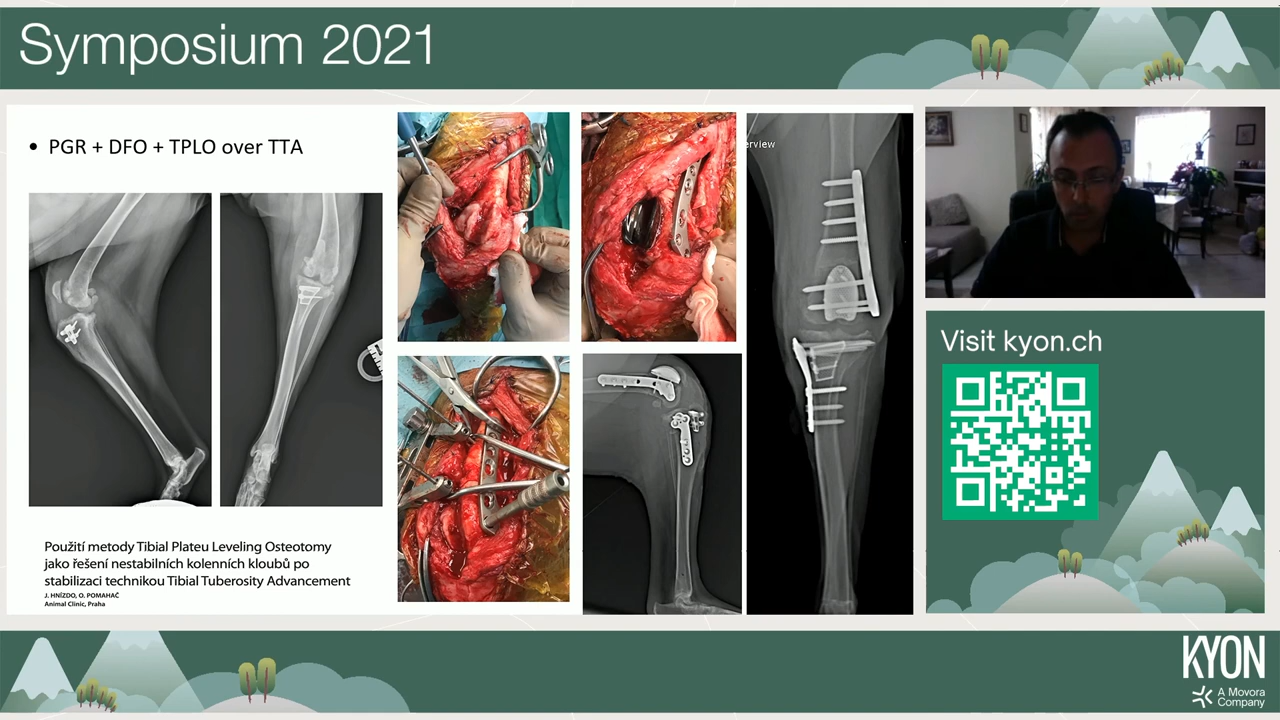 Symposium 2021
• PGR + DFO + TPLO over TTA
erview
Použití metody Tibial Plateu Leveling Osteotomy
jako řešení nestabilních kolenních kloubů po
stabilizaci technikou Tibial Tuberosity Advancement
J. HNÍZDO, O. POMAHAČ
Animal Clinic, Praha
Visit kyon.ch
KYON
A Movora
Company